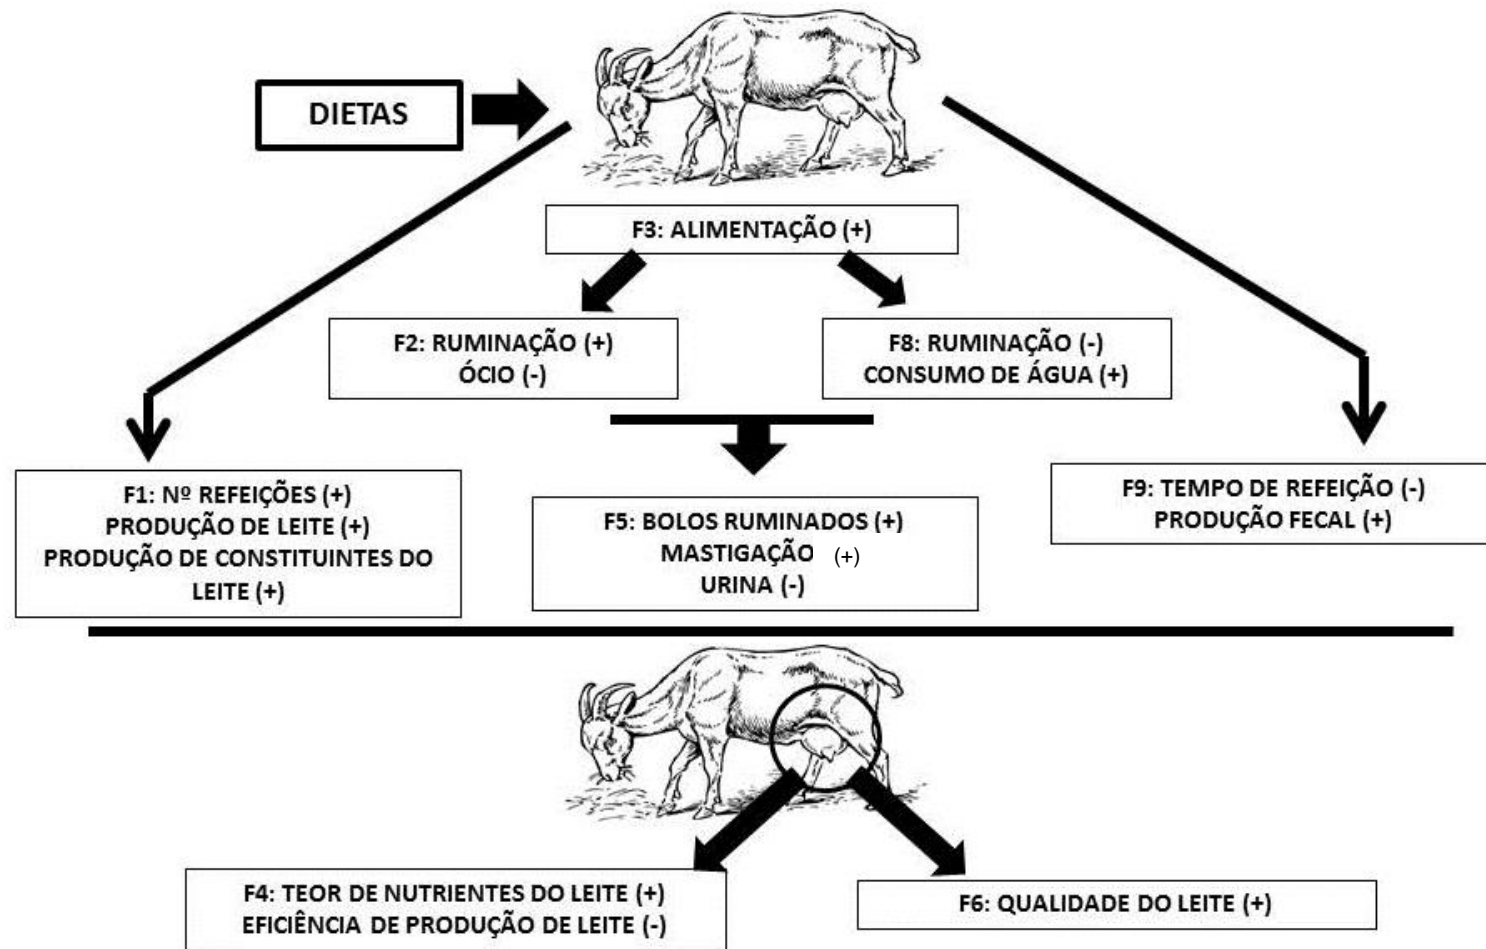 DIETAS
F3: ALIMENTAÇÃO (+)
F2: RUMINAÇÃO (+)
ÓCIO (-)
F8: RUMINAÇÃO (-)
CONSUMO DE ÁGUA (+)
F1: Nº REFEIÇÕES (+)
PRODUÇÃO DE LEITE (+)
PRODUÇÃO DE CONSTITUINTES DO
LEITE (+)
F5: BOLOS RUMINADOS (+)
MASTIGAÇÃO (+)
URINA (-)
F9: TEMPO DE REFEIÇÃO (-)
PRODUÇÃO FECAL (+)
F4: TEOR DE NUTRIENTES DO LEITE (+)
EFICIÊNCIA DE PRODUÇÃO DE LEITE (-)
F6: QUALIDADE DO LEITE (+)